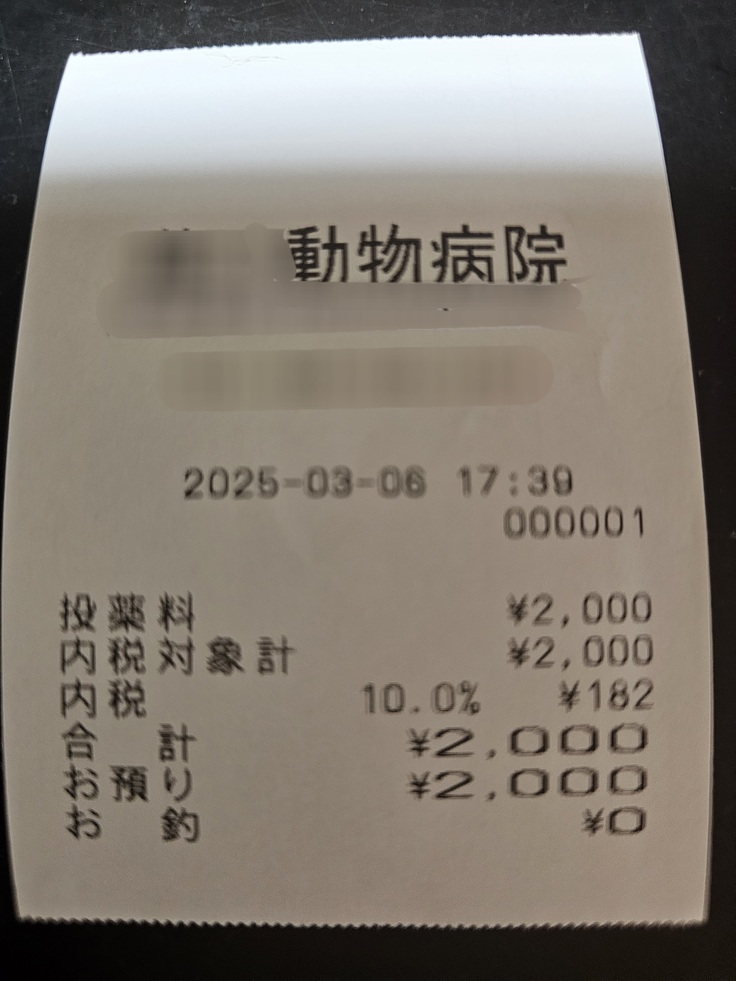 動物病院
2025-03-06 17:39
000001
投薬料 ¥2,000
内税対象計 ¥2,000
内税 10.0% ¥182
合 計 ¥2,000
お預り ¥2,000
お 釣 ¥0